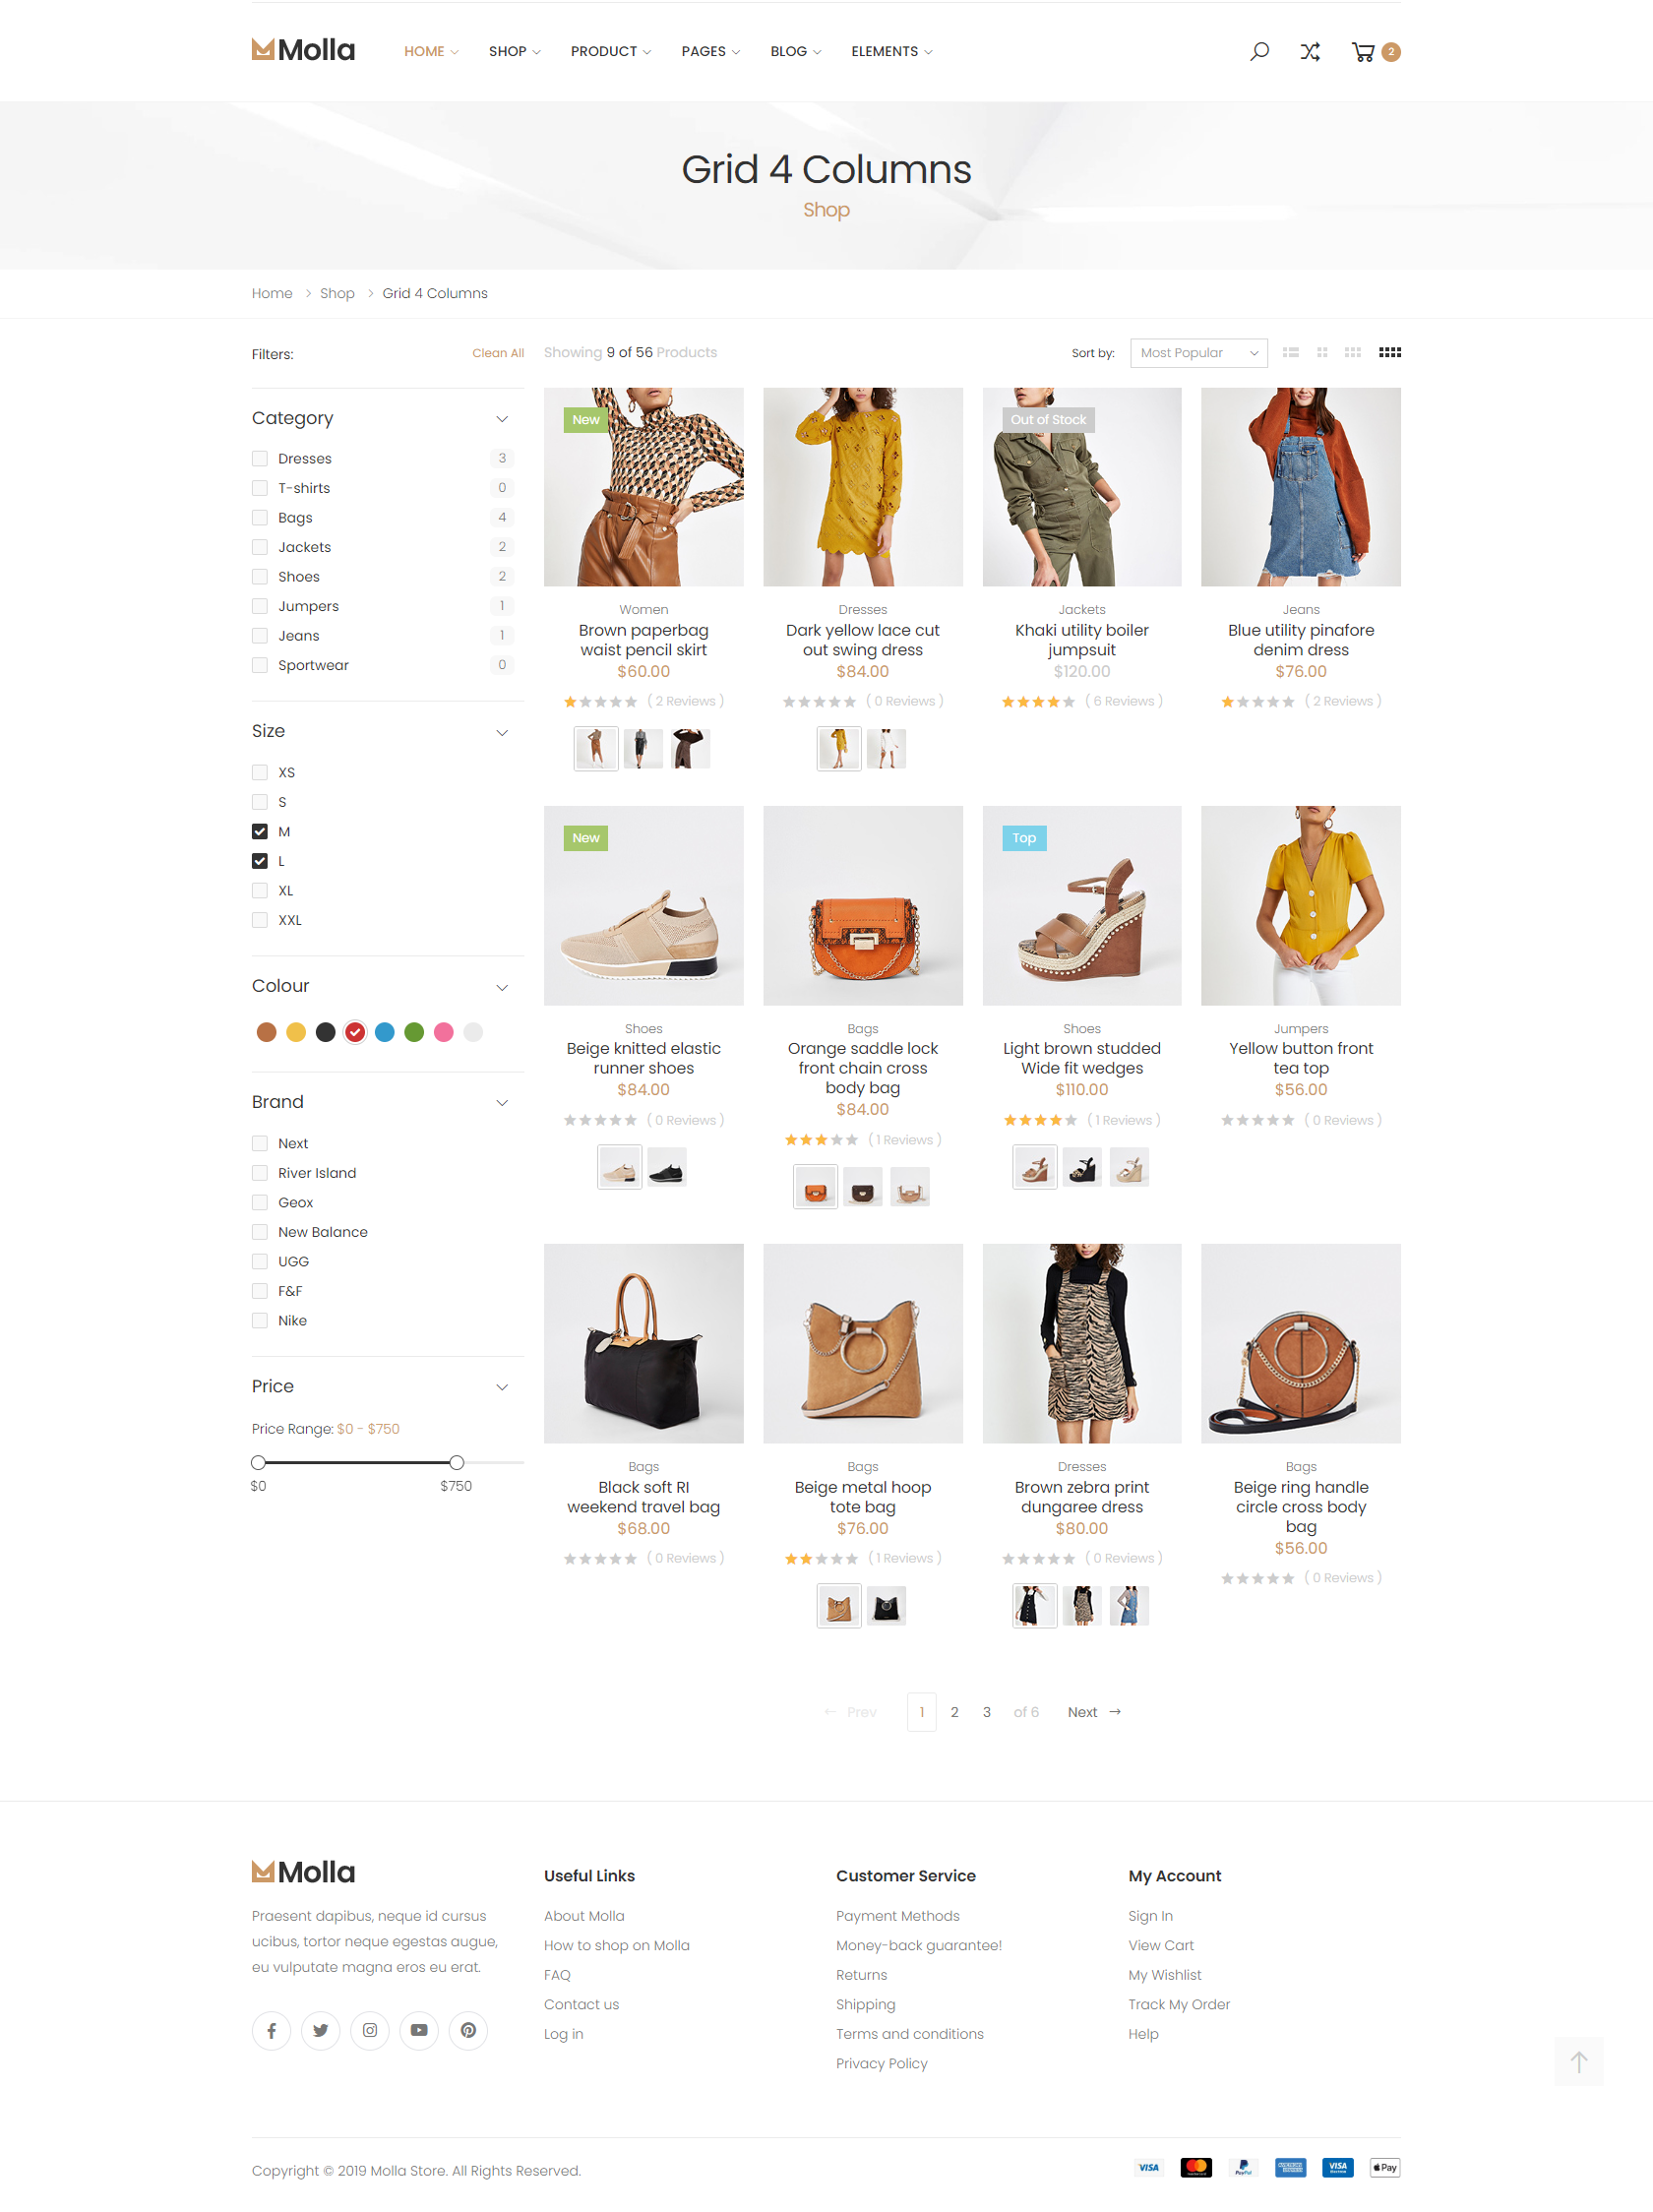 Molla
HOME
SHOP
PRODUCT
PAGES
BLOG
ELEMENTS
2
Grid 4 Columns
Shop
Home
Shop
Grid 4 Columns
Filters:
Clean All
Showing 9 of 56 Products
Sort by:
Most Popular
Category
Dresses 3
T-shirts 0
Bags 4
Jackets 2
Shoes 2
Jumpers 1
Jeans 1
Sportwear 0
Size
XS
S
M
L
XL
XXL
Colour
Brand
Next
River Island
Geox
New Balance
UGG
F&F
Nike
Price
Price Range: $0 - $750
$0 $750
New
Women
Brown paperbag
waist pencil skirt
$60.00
( 2 Reviews )
Dresses
Dark yellow lace cut
out swing dress
$84.00
( 0 Reviews )
Out of Stock
Jackets
Khaki utility boiler
jumpsuit
$120.00
( 6 Reviews )
Jeans
Blue utility pinafore
denim dress
$76.00
( 2 Reviews )
New
Shoes
Beige knitted elastic
runner shoes
$84.00
( 0 Reviews )
Bags
Orange saddle lock
front chain cross
body bag
$84.00
( 1 Reviews )
Top
Shoes
Light brown studded
Wide fit wedges
$110.00
( 1 Reviews )
Jumpers
Yellow button front
tea top
$56.00
( 0 Reviews )
Bags
Black soft RI
weekend travel bag
$68.00
( 0 Reviews )
Bags
Beige metal hoop
tote bag
$76.00
( 1 Reviews )
Dresses
Brown zebra print
dungaree dress
$80.00
( 0 Reviews )
Bags
Beige ring handle
circle cross body
bag
$56.00
( 0 Reviews )
Prev
1
2
3
of 6
Next
Molla
Praesent dapibus, neque id cursus
ucibus, tortor neque egestas augue,
eu vulputate magna eros eu erat.
Useful Links
About Molla
How to shop on Molla
FAQ
Contact us
Log in
Customer Service
Payment Methods
Money-back guarantee!
Returns
Shipping
Terms and conditions
Privacy Policy
My Account
Sign In
View Cart
My Wishlist
Track My Order
Help
Copyright © 2019 Molla Store. All Rights Reserved.
VISA
PayPal
VISA
Pay